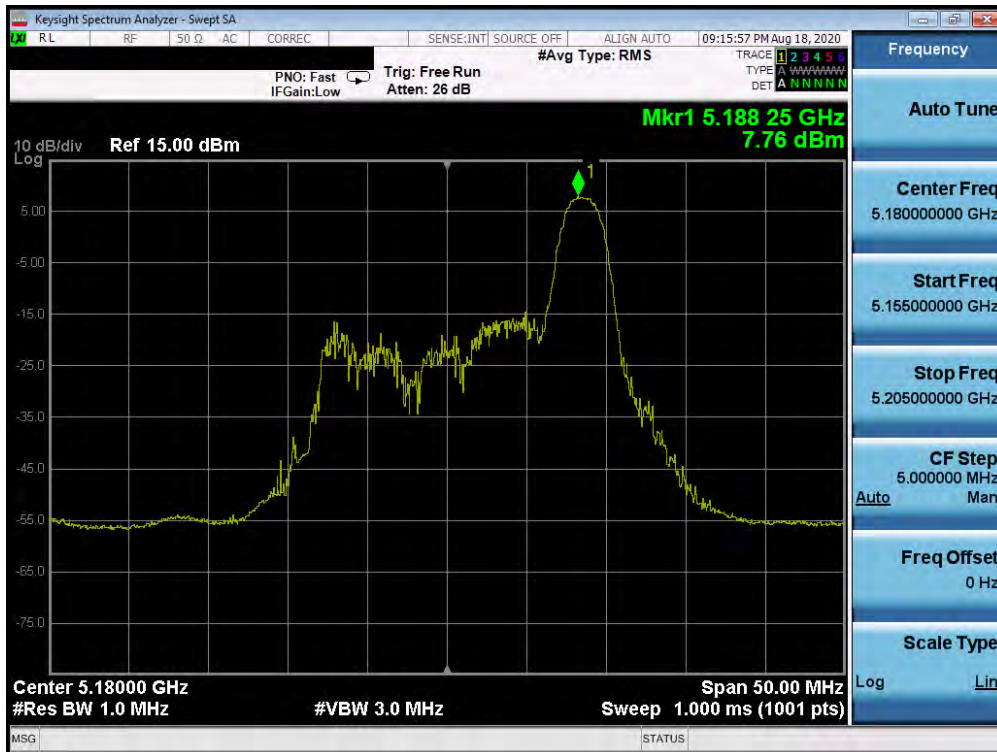 Keysight Spectrum Analyzer - Swept SA
LXI RL RF 50 Ω AC CORREC SENSE:INT SOURCE OFF ALIGN AUTO 09:15:57 PM Aug 18, 2020
#Avg Type: RMS
TRACE 1 2 3 4 5 6
PNO: Fast Trig: Free Run
TYPE A WWWWW
IFGain:Low Atten: 26 dB
DET A N N N N N
Mkr1 5.188 25 GHz
7.76 dBm
10 dB/div Ref 15.00 dBm
Log
1
5.00
-5.00
-15.0
-25.0
-35.0
-45.0
-55.0
-65.0
-75.0
Center 5.18000 GHz Span 50.00 MHz
#Res BW 1.0 MHz #VBW 3.0 MHz Sweep 1.000 ms (1001 pts)
MSG STATUS
Frequency
Auto Tune
Center Freq
5.180000000 GHz
Start Freq
5.155000000 GHz
Stop Freq
5.205000000 GHz
CF Step
5.000000 MHz
Auto Man
Freq Offset
0 Hz
Scale Type
Log Lin